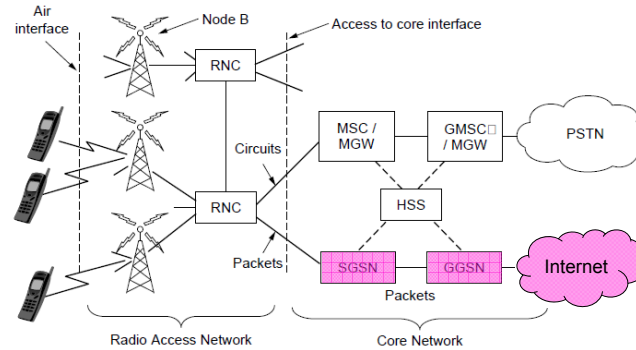 Air
interface
Node B
Access to core interface
RNC
MSC /
MGW
GMSC□
/ MGW
PSTN
Circuits
RNC
HSS
Packets
SGSN
GGSN
Internet
Packets
Radio Access Network
Core Network